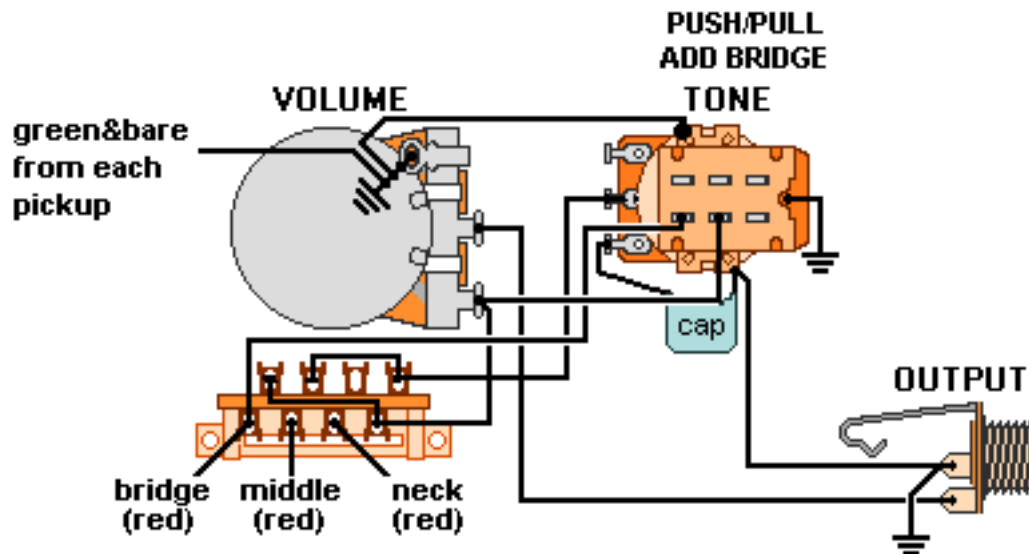 PUSH/PULL
ADD BRIDGE
VOLUME
TONE
green&bare
from each
pickup
cap
OUTPUT
bridge
(red)
middle
(red)
neck
(red)